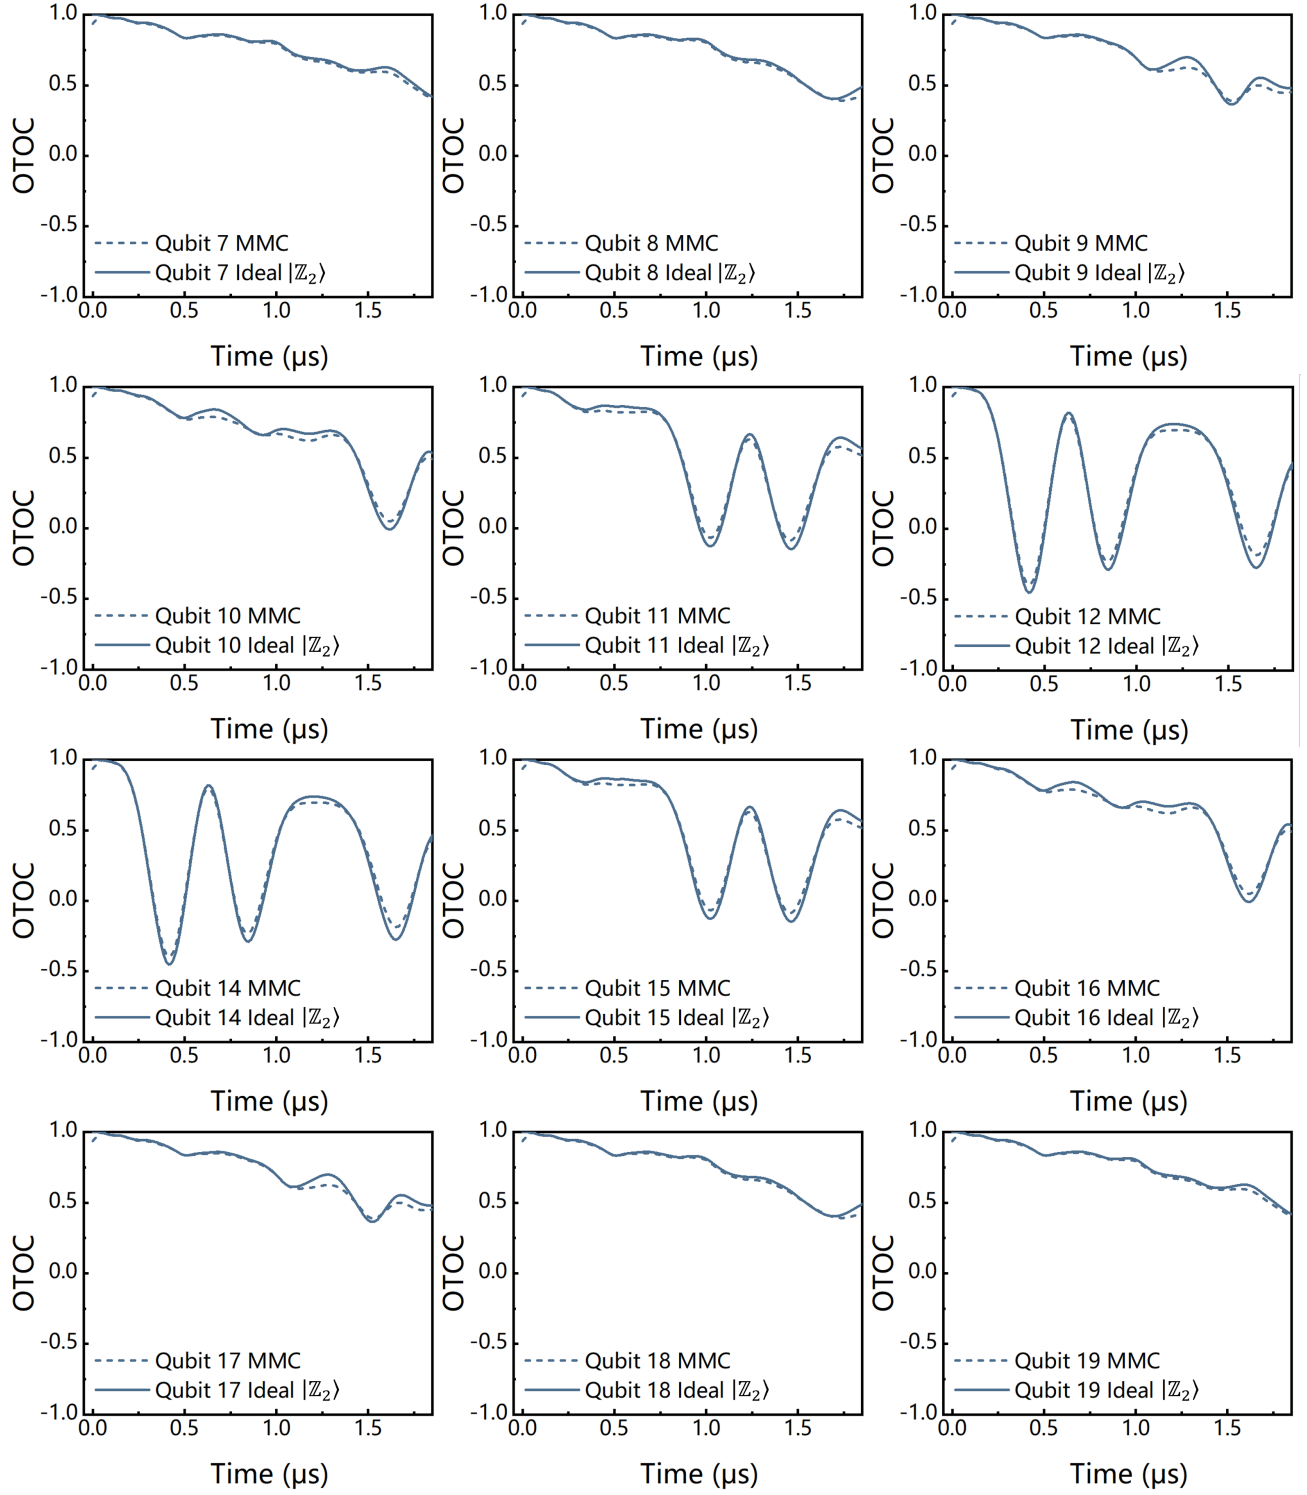 1.0
0.5
0.0
-0.5
-1.0
OTOC
Qubit 7 MMC
Qubit 7 Ideal |ℤ₂⟩
0.0 0.5 1.0 1.5
Time (μs)
1.0
0.5
0.0
-0.5
-1.0
OTOC
Qubit 8 MMC
Qubit 8 Ideal |ℤ₂⟩
0.0 0.5 1.0 1.5
Time (μs)
1.0
0.5
0.0
-0.5
-1.0
OTOC
Qubit 9 MMC
Qubit 9 Ideal |ℤ₂⟩
0.0 0.5 1.0 1.5
Time (μs)
1.0
0.5
0.0
-0.5
-1.0
OTOC
Qubit 10 MMC
Qubit 10 Ideal |ℤ₂⟩
0.0 0.5 1.0 1.5
Time (μs)
1.0
0.5
0.0
-0.5
-1.0
OTOC
Qubit 11 MMC
Qubit 11 Ideal |ℤ₂⟩
0.0 0.5 1.0 1.5
Time (μs)
1.0
0.5
0.0
-0.5
-1.0
OTOC
Qubit 12 MMC
Qubit 12 Ideal |ℤ₂⟩
0.0 0.5 1.0 1.5
Time (μs)
1.0
0.5
0.0
-0.5
-1.0
OTOC
Qubit 14 MMC
Qubit 14 Ideal |ℤ₂⟩
0.0 0.5 1.0 1.5
Time (μs)
1.0
0.5
0.0
-0.5
-1.0
OTOC
Qubit 15 MMC
Qubit 15 Ideal |ℤ₂⟩
0.0 0.5 1.0 1.5
Time (μs)
1.0
0.5
0.0
-0.5
-1.0
OTOC
Qubit 16 MMC
Qubit 16 Ideal |ℤ₂⟩
0.0 0.5 1.0 1.5
Time (μs)
1.0
0.5
0.0
-0.5
-1.0
OTOC
Qubit 17 MMC
Qubit 17 Ideal |ℤ₂⟩
0.0 0.5 1.0 1.5
Time (μs)
1.0
0.5
0.0
-0.5
-1.0
OTOC
Qubit 18 MMC
Qubit 18 Ideal |ℤ₂⟩
0.0 0.5 1.0 1.5
Time (μs)
1.0
0.5
0.0
-0.5
-1.0
OTOC
Qubit 19 MMC
Qubit 19 Ideal |ℤ₂⟩
0.0 0.5 1.0 1.5
Time (μs)